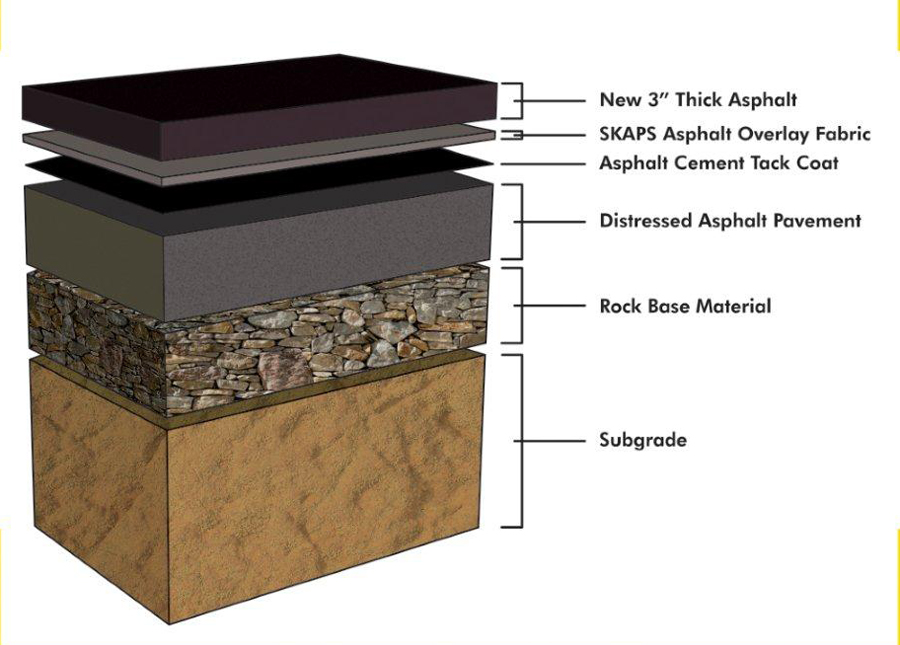 New 3” Thick Asphalt
SKAPS Asphalt Overlay Fabric
Asphalt Cement Tack Coat
Distressed Asphalt Pavement
Rock Base Material
Subgrade